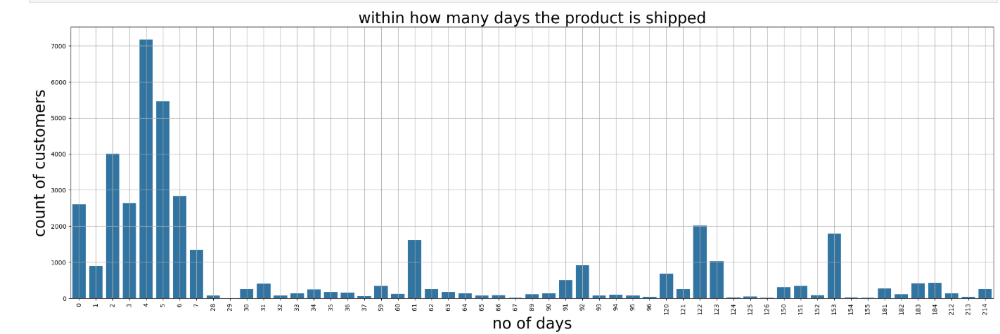 within how many days the product is shipped
count of customers
7000
6000
5000
4000
3000
2000
1000
0
0 1 2 3 4 5 6 7 28 29 30 31 32 33 34 35 36 37 59 60 61 62 63 64 65 66 67 89 90 91 92 93 94 95 96 120 121 122 123 124 125 126 150 151 152 153 154 155 181 182 183 184 212 213 214
no of days